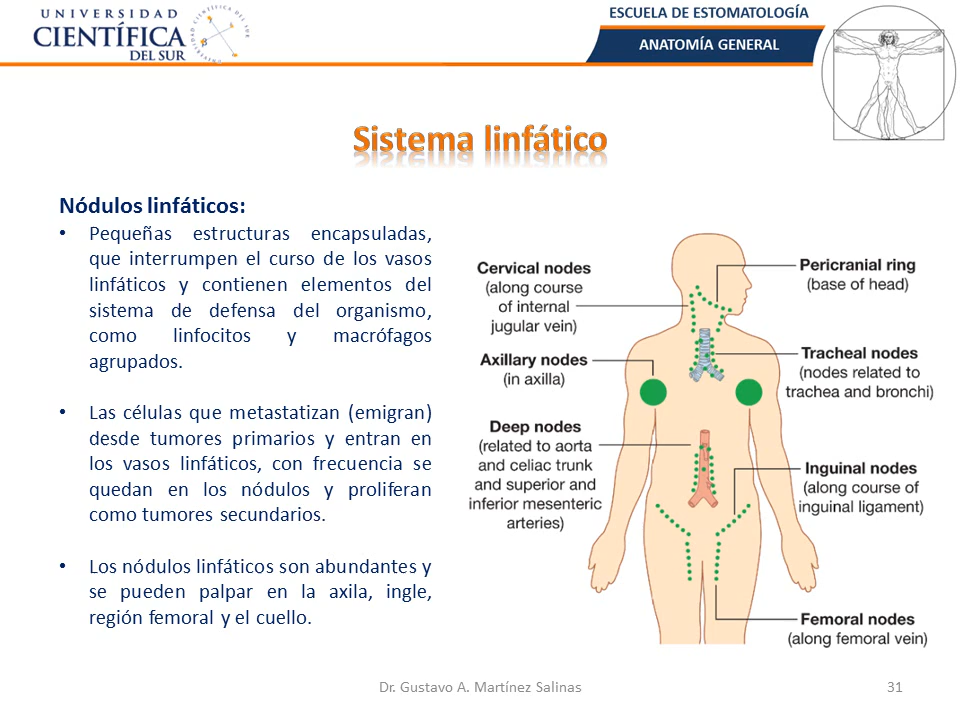 UNIVERSIDAD
CIENTÍFICA
DEL SUR
ESCUELA DE ESTOMATOLOGÍA
ANATOMÍA GENERAL
Sistema linfático
Nódulos linfáticos:
• Pequeñas estructuras encapsuladas,
que interrumpen el curso de los vasos
linfáticos y contienen elementos del
sistema de defensa del organismo,
como linfocitos y macrófagos
agrupados.
• Las células que metastatizan (emigran)
desde tumores primarios y entran en
los vasos linfáticos, con frecuencia se
quedan en los nódulos y proliferan
como tumores secundarios.
• Los nódulos linfáticos son abundantes y
se pueden palpar en la axila, ingle,
región femoral y el cuello.
Cervical nodes
(along course
of internal
jugular vein)
Axillary nodes
(in axilla)
Deep nodes
(related to aorta
and celiac trunk
and superior and
inferior mesenteric
arteries)
Pericranial ring
(base of head)
Tracheal nodes
(nodes related to
trachea and bronchi)
Inguinal nodes
(along course of
inguinal ligament)
Femoral nodes
(along femoral vein)
Dr. Gustavo A. Martínez Salinas
31